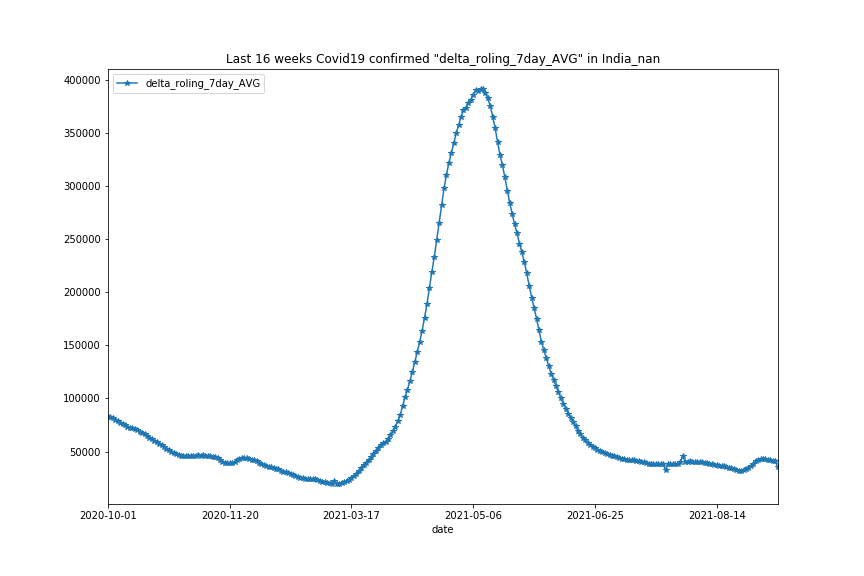 Last 16 weeks Covid19 confirmed "delta_roling_7day_AVG" in India_nan
delta_roling_7day_AVG
400000
350000
300000
250000
200000
150000
100000
50000
2020-10-01 2020-11-20 2021-03-17 2021-05-06 2021-06-25 2021-08-14
date